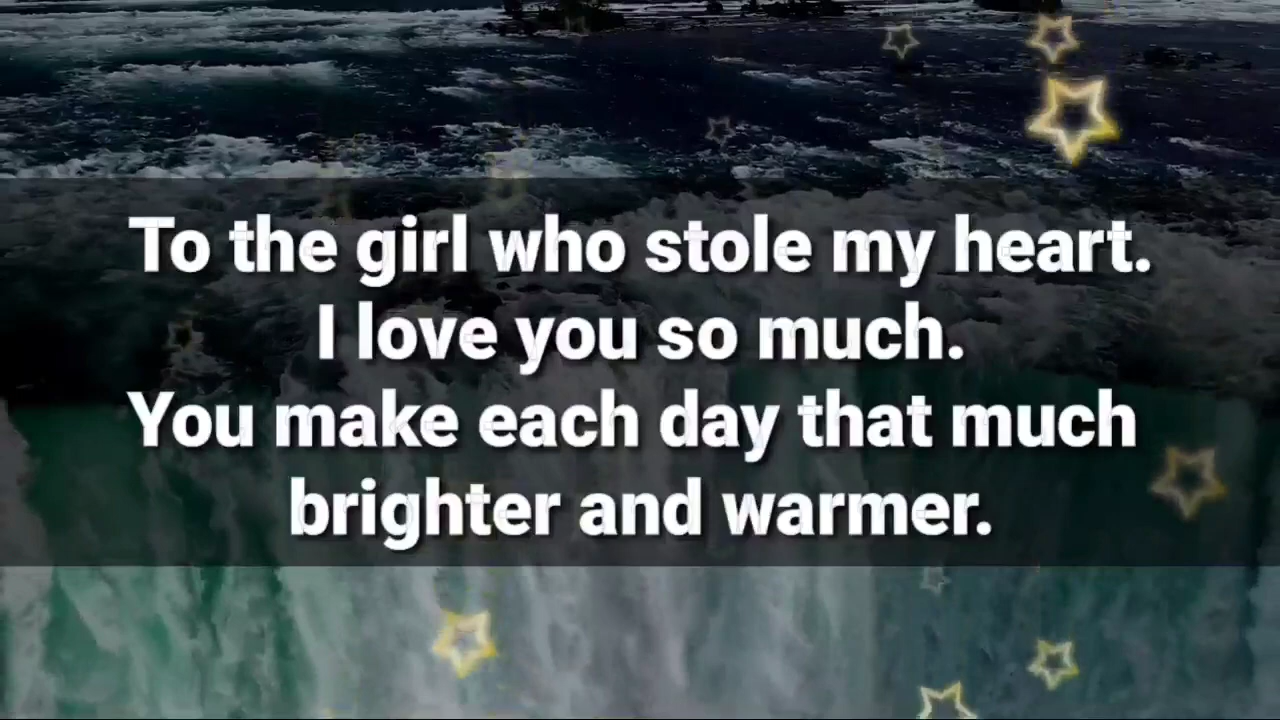 To the girl who stole my heart.
I love you so much.
You make each day that much
brighter and warmer.